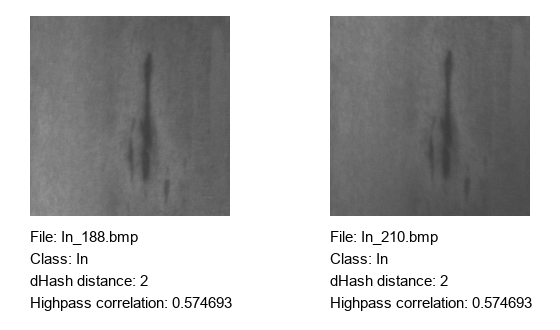 File: In_188.bmp
Class: In
dHash distance: 2
Highpass correlation: 0.574693
File: In_210.bmp
Class: In
dHash distance: 2
Highpass correlation: 0.574693